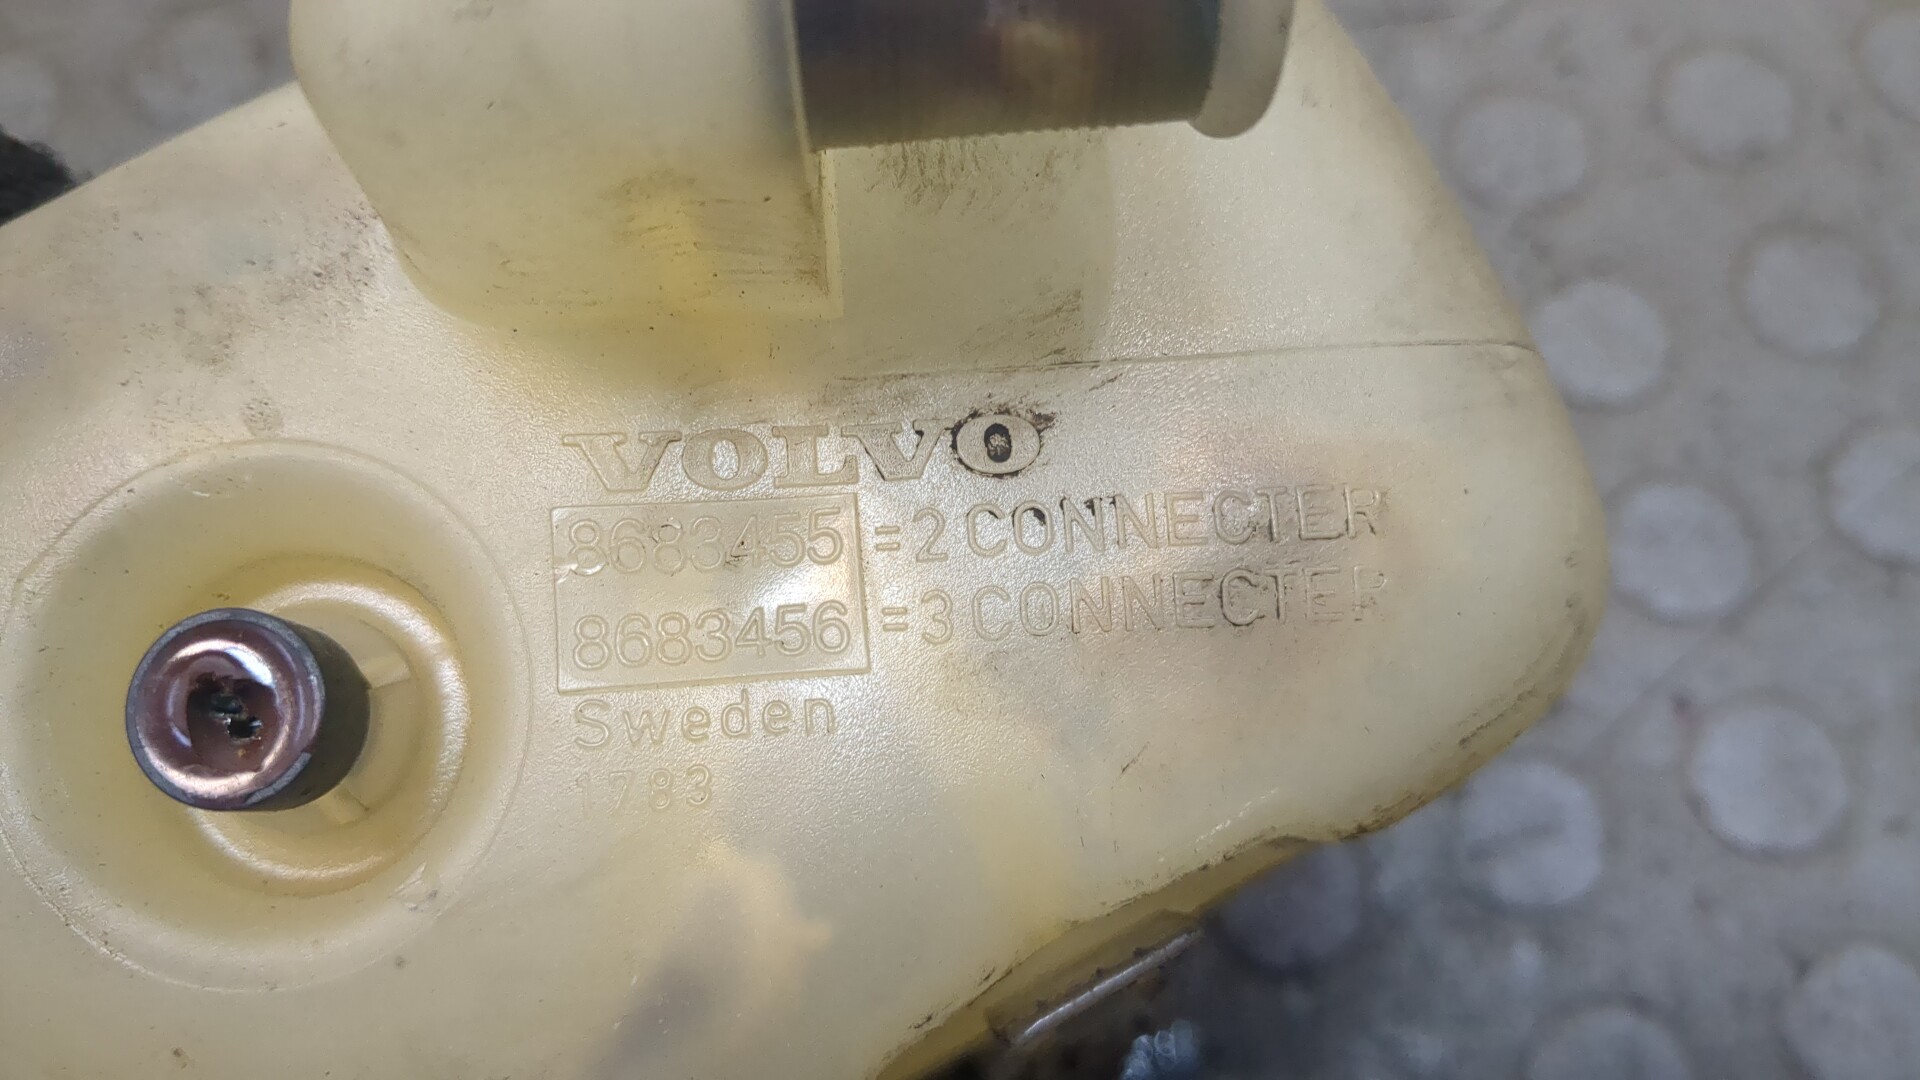 VOLVO
8683455 = 2 CONNECTER
8683456 = 3 CONNECTER
Sweden
1783